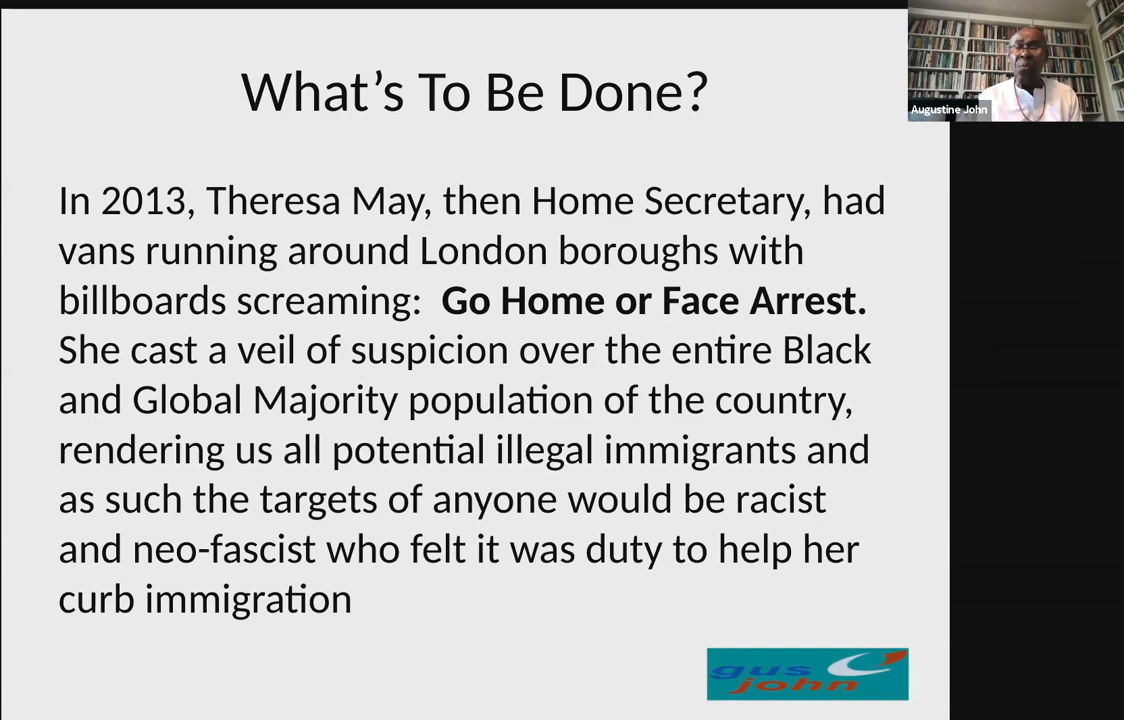 What’s To Be Done?
In 2013, Theresa May, then Home Secretary, had
vans running around London boroughs with
billboards screaming:  Go Home or Face Arrest.
She cast a veil of suspicion over the entire Black
and Global Majority population of the country,
rendering us all potential illegal immigrants and
as such the targets of anyone would be racist
and neo-fascist who felt it was duty to help her
curb immigration
gus
john
Augustine John